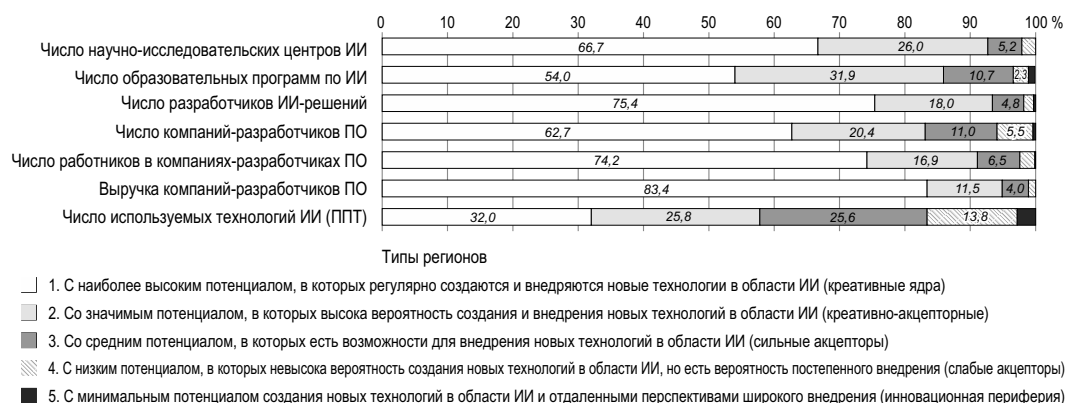 0 10 20 30 40 50 60 70 80 90 100 %
Число научно-исследовательских центров ИИ 66,7 26,0 5,2
Число образовательных программ по ИИ 54,0 31,9 10,7 2,3
Число разработчиков ИИ-решений 75,4 18,0 4,8
Число компаний-разработчиков ПО 62,7 20,4 11,0 5,5
Число работников в компаниях-разработчиках ПО 74,2 16,9 6,5
Выручка компаний-разработчиков ПО 83,4 11,5 4,0
Число используемых технологий ИИ (ППТ) 32,0 25,8 25,6 13,8
Типы регионов
1. С наиболее высоким потенциалом, в которых регулярно создаются и внедряются новые технологии в области ИИ (креативные ядра)
2. Со значимым потенциалом, в которых высока вероятность создания и внедрения новых технологий в области ИИ (креативно-акцепторные)
3. Со средним потенциалом, в которых есть возможности для внедрения новых технологий в области ИИ (сильные акцепторы)
4. С низким потенциалом, в которых невысока вероятность создания новых технологий в области ИИ, но есть вероятность постепенного внедрения (слабые акцепторы)
5. С минимальным потенциалом создания новых технологий в области ИИ и отдаленными перспективами широкого внедрения (инновационная периферия)